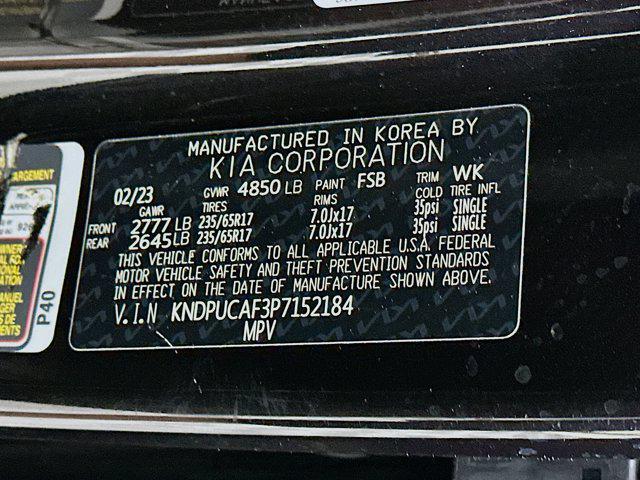 MANUFACTURED IN KOREA BY
KIA CORPORATION
02/23 GVWR 4850 LB PAINT FSB TRIM WK
GAWR TIRES RIMS COLD TIRE INFL
FRONT 2777 LB 235/65R17 7.0Jx17 35psi SINGLE
REAR 2645 LB 235/65R17 7.0Jx17 35psi SINGLE
THIS VEHICLE CONFORMS TO ALL APPLICABLE U.S.A. FEDERAL
MOTOR VEHICLE SAFETY AND THEFT PREVENTION STANDARDS
IN EFFECT ON THE DATE OF MANUFACTURE SHOWN ABOVE.
V.I.N KNDPUCAF3P7152184
MPV
P40